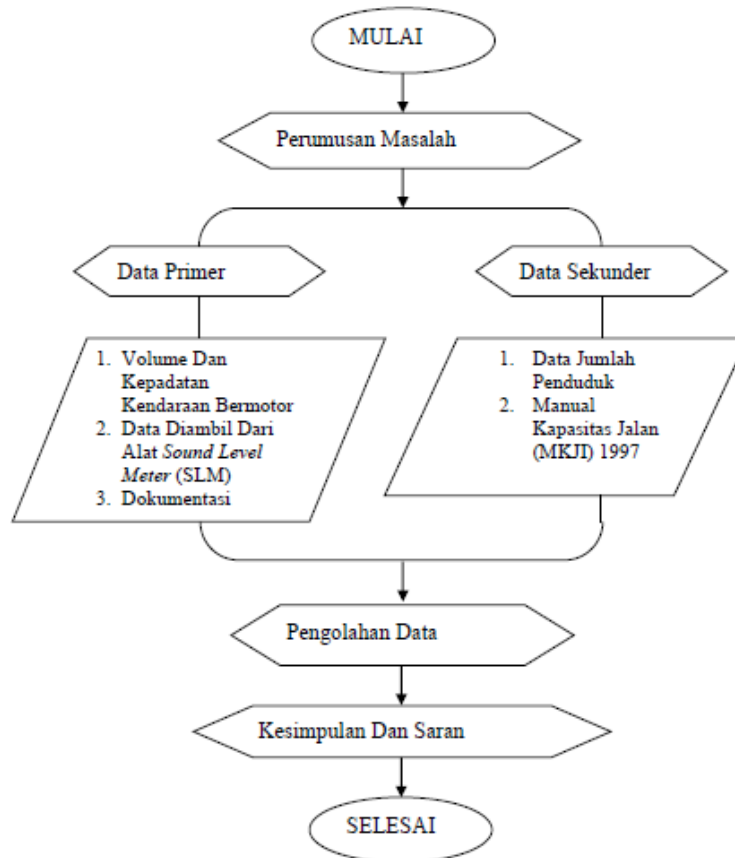 MULAI
Perumusan Masalah
Data Primer
Data Sekunder
1. Volume Dan
Kepadatan
Kendaraan Bermotor
2. Data Diambil Dari
Alat Sound Level
Meter (SLM)
3. Dokumentasi
1. Data Jumlah
Penduduk
2. Manual
Kapasitas Jalan
(MKJI) 1997
Pengolahan Data
Kesimpulan Dan Saran
SELESAI